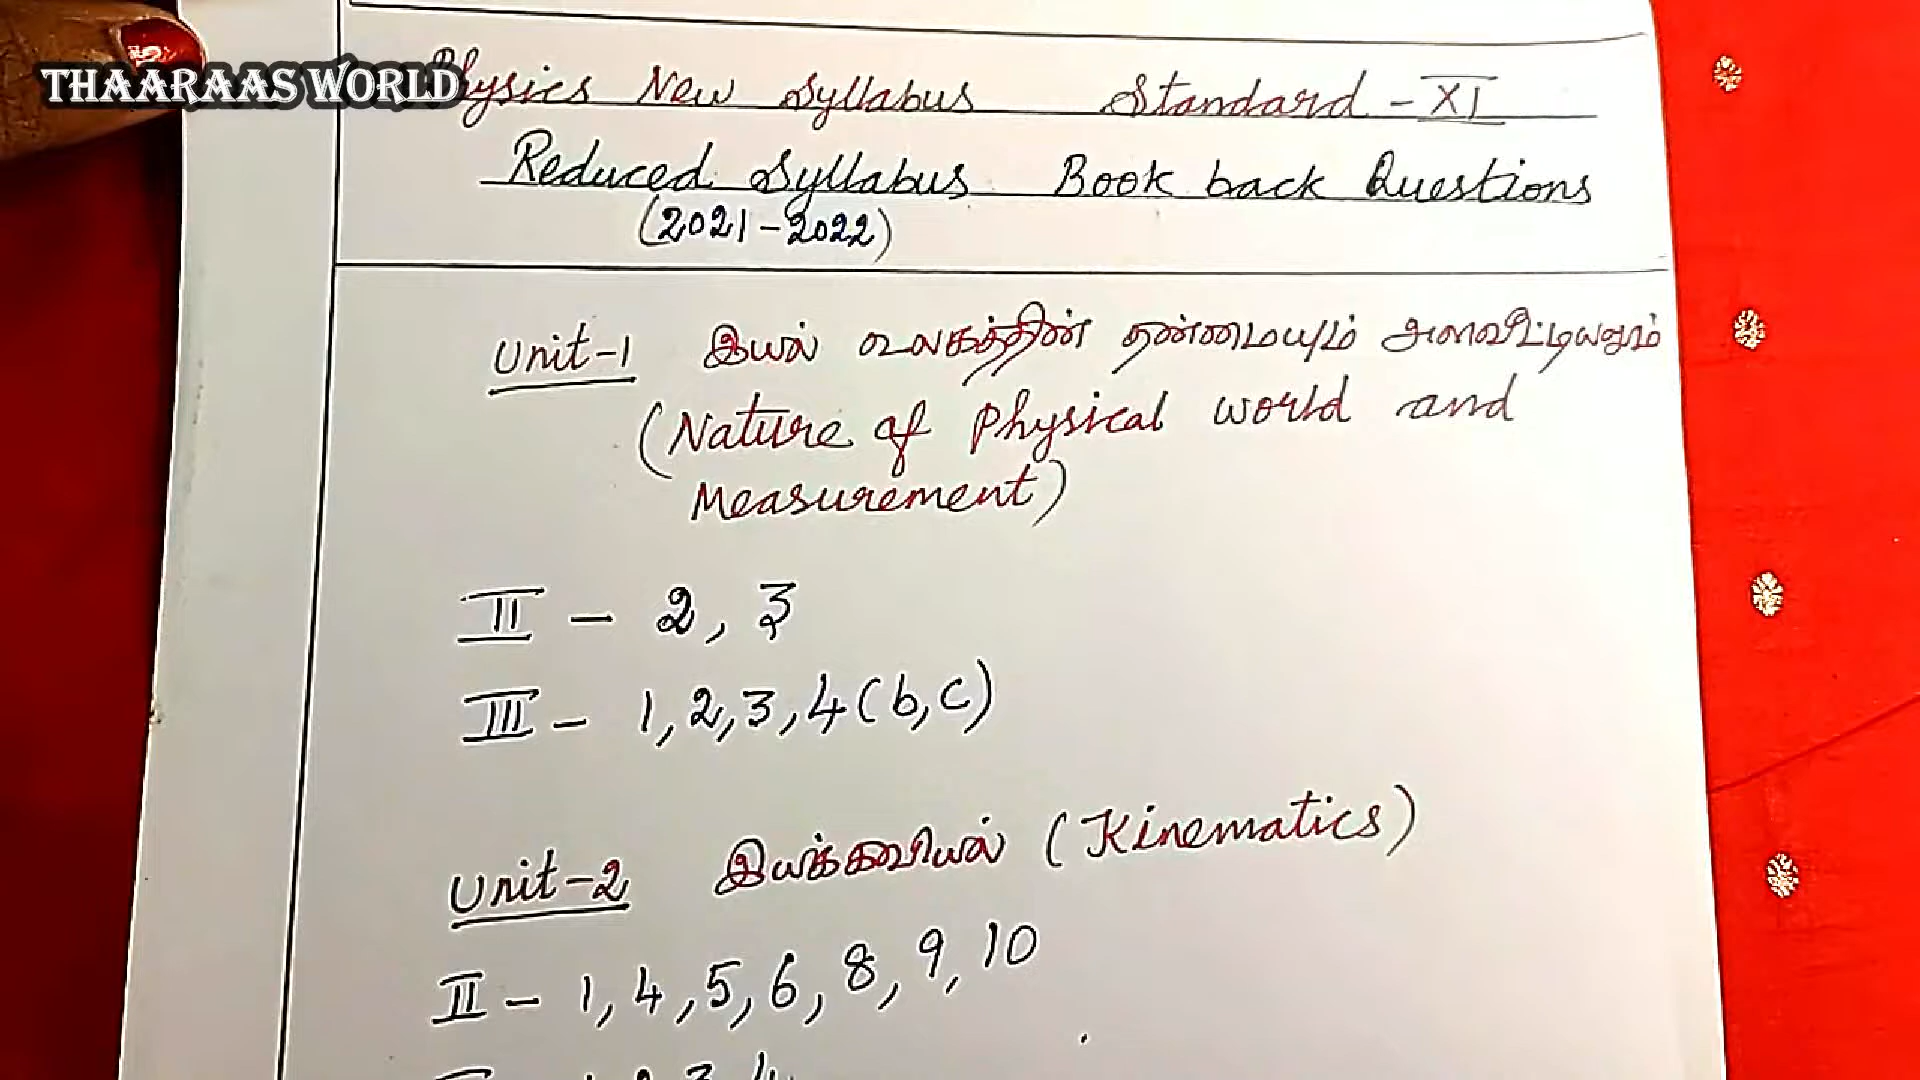 THAARAAS WORLD
Physics New Syllabus Standard - XI
Reduced Syllabus Book back Questions
(2021-2022)
Unit-1 இயல் உலகத்தின் தன்மையும் அளவீட்டியலும்
(Nature of Physical world and
Measurement)
II - 2, 3
III - 1,2,3,4(b,c)
Unit-2 இயக்கவியல் (Kinematics)
II - 1,4,5,6,8,9,10